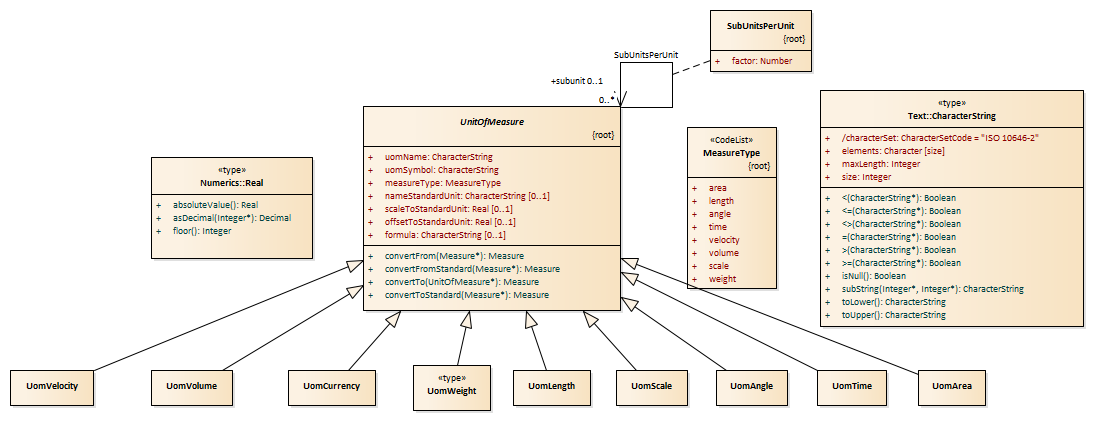 SubUnitsPerUnit
{root}
+ factor: Number
SubUnitsPerUnit
+subunit 0..1
0..*
UnitOfMeasure
{root}
+ uomName: CharacterString
+ uomSymbol: CharacterString
+ measureType: MeasureType
+ nameStandardUnit: CharacterString [0..1]
+ scaleToStandardUnit: Real [0..1]
+ offsetToStandardUnit: Real [0..1]
+ formula: CharacterString [0..1]
+ convertFrom(Measure*): Measure
+ convertFromStandard(Measure*): Measure
+ convertTo(UnitOfMeasure*): Measure
+ convertToStandard(Measure*): Measure
«type»
Numerics::Real
+ absoluteValue(): Real
+ asDecimal(Integer*): Decimal
+ floor(): Integer
«CodeList»
MeasureType
{root}
+ area
+ length
+ angle
+ time
+ velocity
+ volume
+ scale
+ weight
«type»
Text::CharacterString
+ /characterSet: CharacterSetCode = "ISO 10646-2"
+ elements: Character [size]
+ maxLength: Integer
+ size: Integer
+ <(CharacterString*): Boolean
+ <=(CharacterString*): Boolean
+ <>(CharacterString*): Boolean
+ =(CharacterString*): Boolean
+ >(CharacterString*): Boolean
+ >=(CharacterString*): Boolean
+ isNull(): Boolean
+ subString(Integer*, Integer*): CharacterString
+ toLower(): CharacterString
+ toUpper(): CharacterString
UomVelocity
UomVolume
UomCurrency
«type»
UomWeight
UomLength
UomScale
UomAngle
UomTime
UomArea